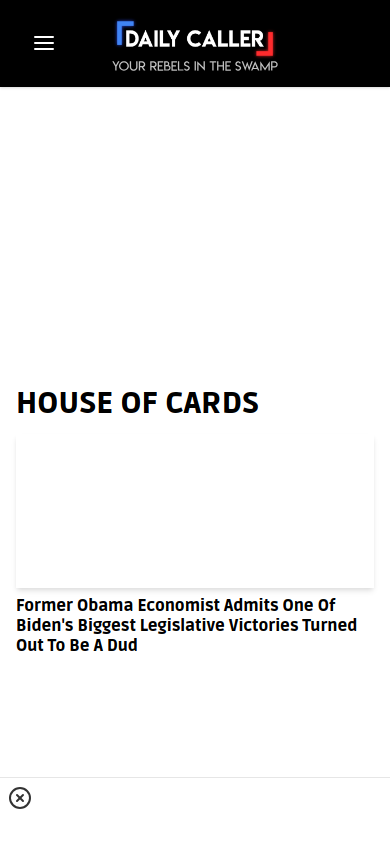 DAILY CALLER
YOUR REBELS IN THE SWAMP
HOUSE OF CARDS
Former Obama Economist Admits One Of
Biden's Biggest Legislative Victories Turned
Out To Be A Dud